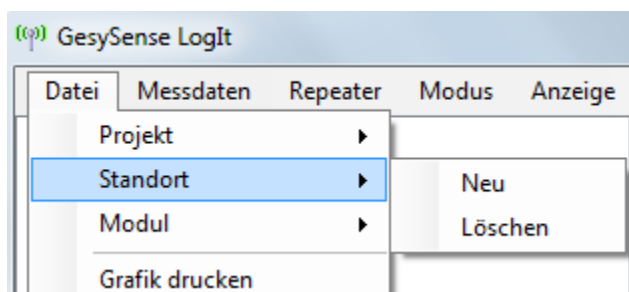 GesySense LogIt
Datei Messdaten Repeater Modus Anzeige
Projekt
Standort Neu
Modul Löschen
Grafik drucken